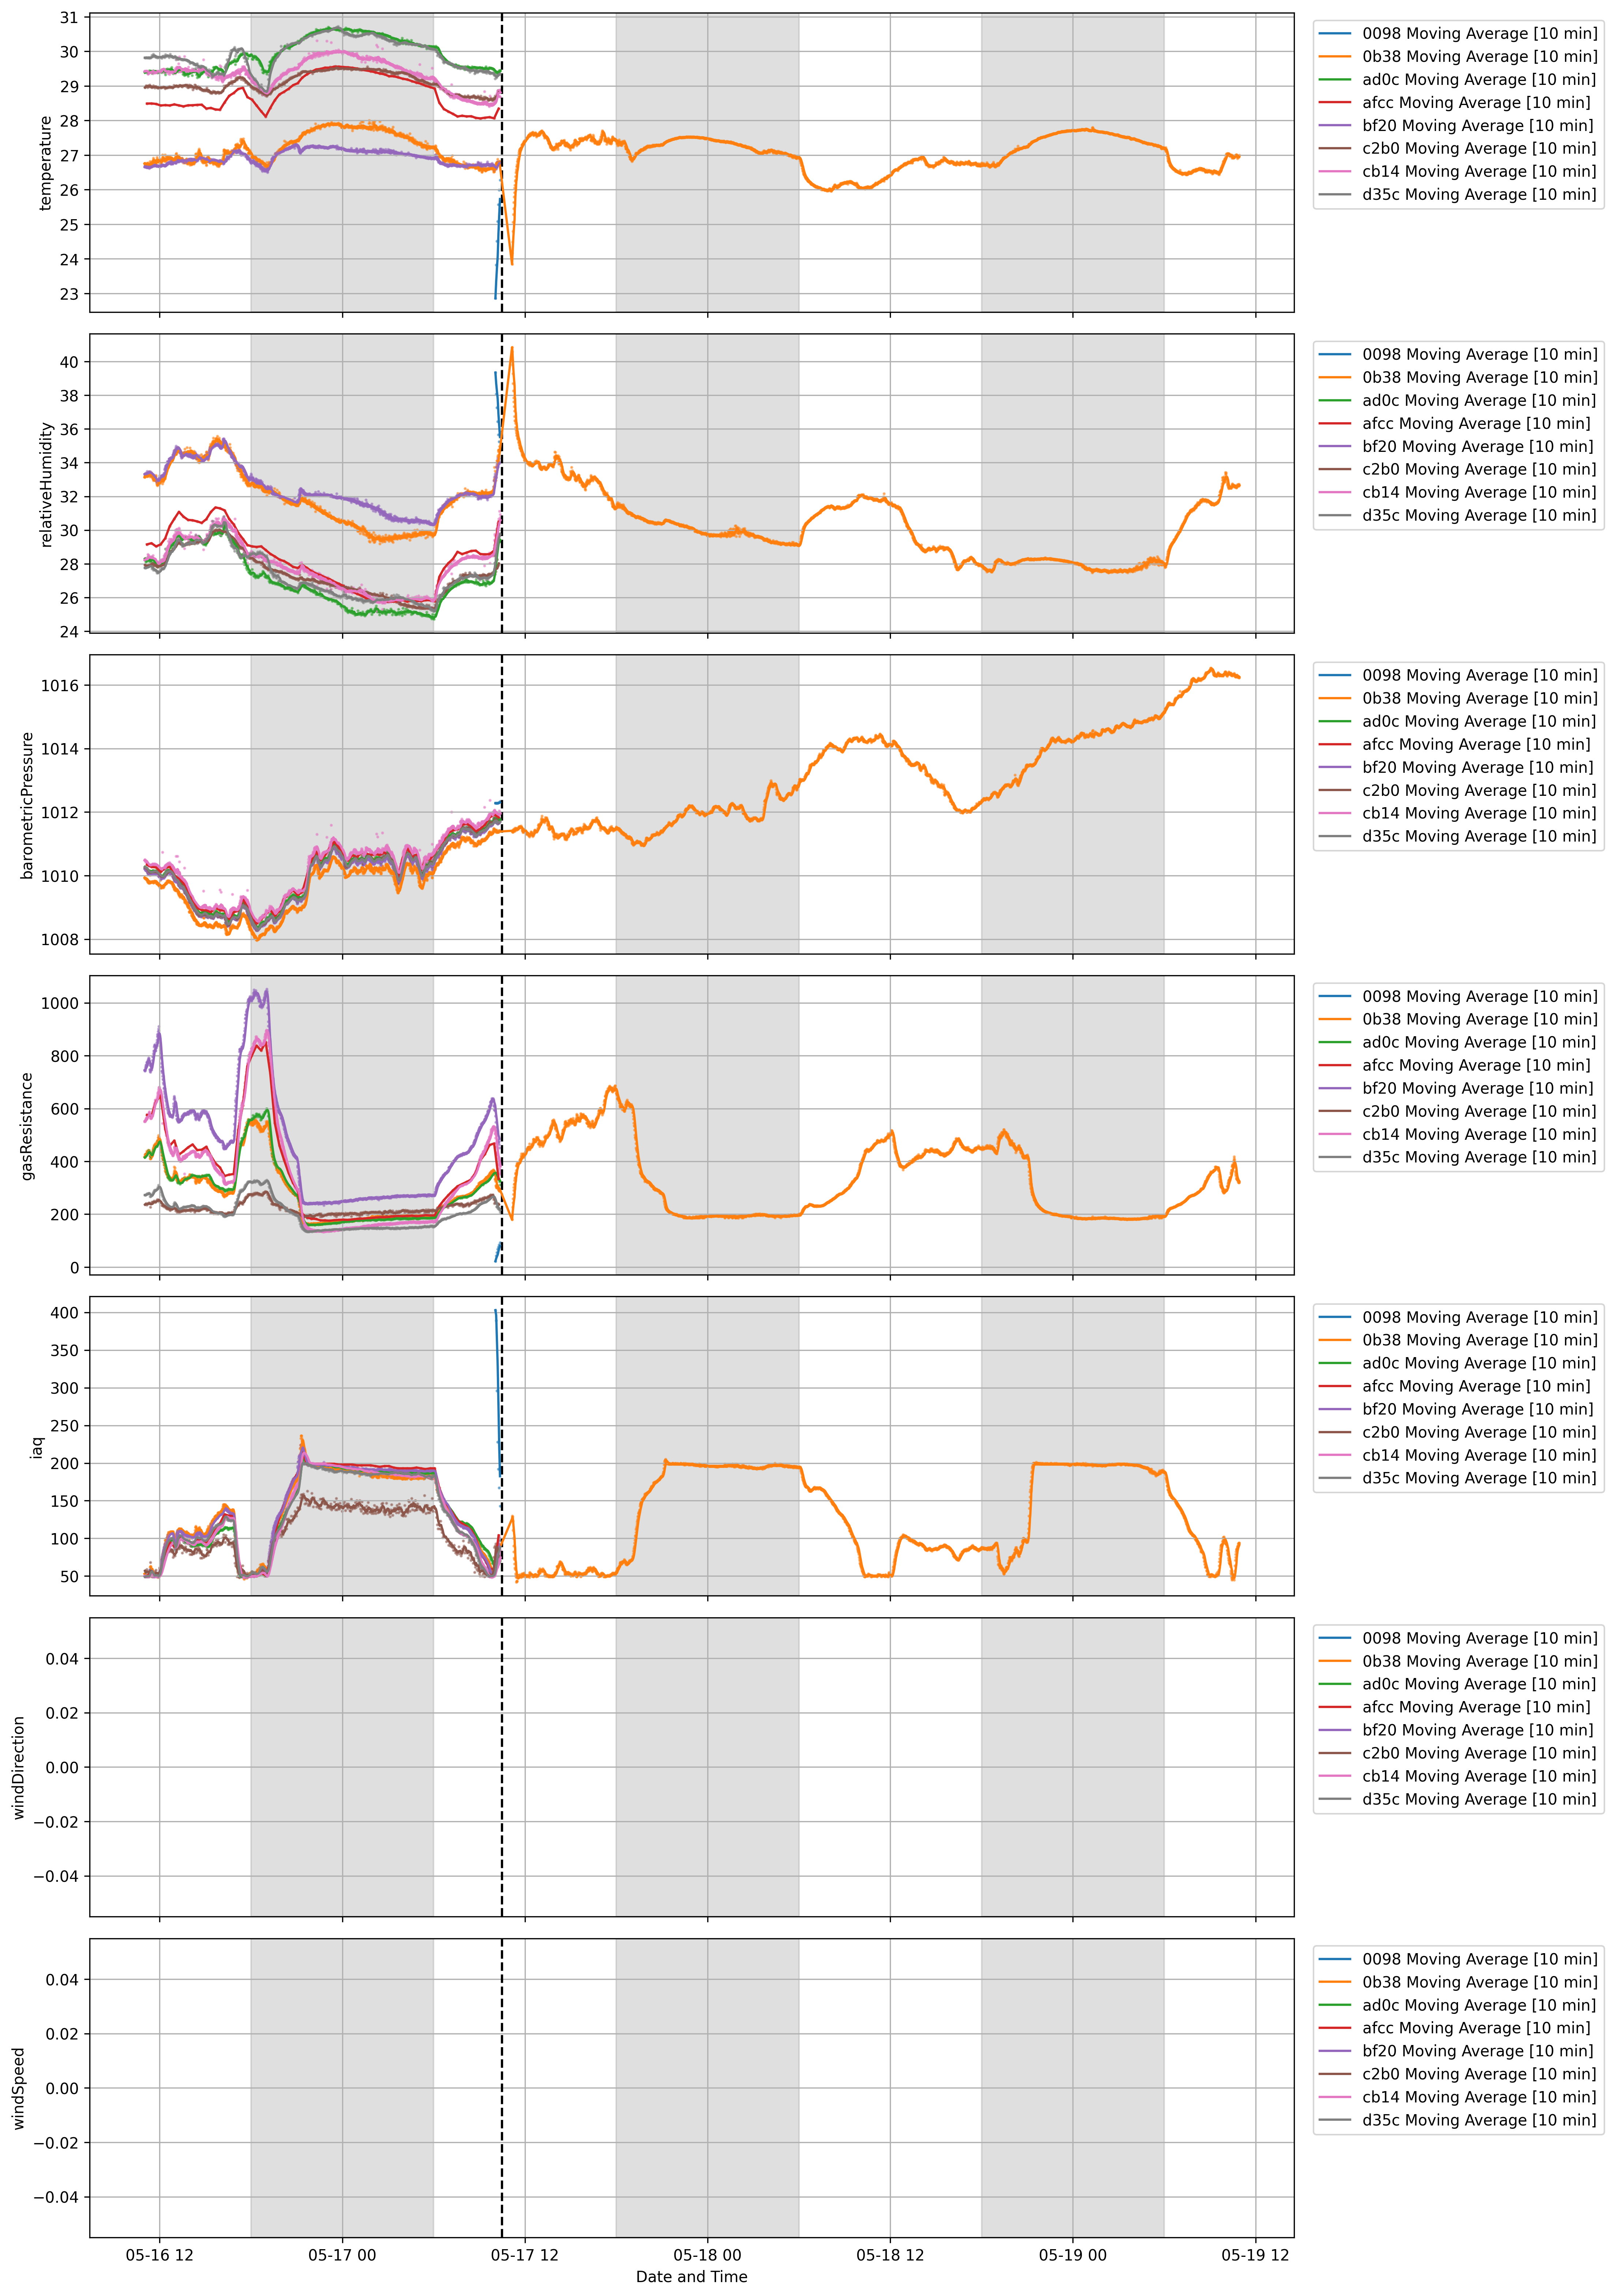 31
30
29
28
27
26
25
24
23
temperature
0098 Moving Average [10 min]
0b38 Moving Average [10 min]
ad0c Moving Average [10 min]
afcc Moving Average [10 min]
bf20 Moving Average [10 min]
c2b0 Moving Average [10 min]
cb14 Moving Average [10 min]
d35c Moving Average [10 min]
40
38
36
34
32
30
28
26
24
relativeHumidity
0098 Moving Average [10 min]
0b38 Moving Average [10 min]
ad0c Moving Average [10 min]
afcc Moving Average [10 min]
bf20 Moving Average [10 min]
c2b0 Moving Average [10 min]
cb14 Moving Average [10 min]
d35c Moving Average [10 min]
1016
1014
1012
1010
1008
barometricPressure
0098 Moving Average [10 min]
0b38 Moving Average [10 min]
ad0c Moving Average [10 min]
afcc Moving Average [10 min]
bf20 Moving Average [10 min]
c2b0 Moving Average [10 min]
cb14 Moving Average [10 min]
d35c Moving Average [10 min]
1000
800
600
400
200
0
gasResistance
0098 Moving Average [10 min]
0b38 Moving Average [10 min]
ad0c Moving Average [10 min]
afcc Moving Average [10 min]
bf20 Moving Average [10 min]
c2b0 Moving Average [10 min]
cb14 Moving Average [10 min]
d35c Moving Average [10 min]
400
350
300
250
200
150
100
50
iaq
0098 Moving Average [10 min]
0b38 Moving Average [10 min]
ad0c Moving Average [10 min]
afcc Moving Average [10 min]
bf20 Moving Average [10 min]
c2b0 Moving Average [10 min]
cb14 Moving Average [10 min]
d35c Moving Average [10 min]
0.04
0.02
0.00
−0.02
−0.04
windDirection
0098 Moving Average [10 min]
0b38 Moving Average [10 min]
ad0c Moving Average [10 min]
afcc Moving Average [10 min]
bf20 Moving Average [10 min]
c2b0 Moving Average [10 min]
cb14 Moving Average [10 min]
d35c Moving Average [10 min]
0.04
0.02
0.00
−0.02
−0.04
windSpeed
0098 Moving Average [10 min]
0b38 Moving Average [10 min]
ad0c Moving Average [10 min]
afcc Moving Average [10 min]
bf20 Moving Average [10 min]
c2b0 Moving Average [10 min]
cb14 Moving Average [10 min]
d35c Moving Average [10 min]
05-16 12
05-17 00
05-17 12
05-18 00
05-18 12
05-19 00
05-19 12
Date and Time